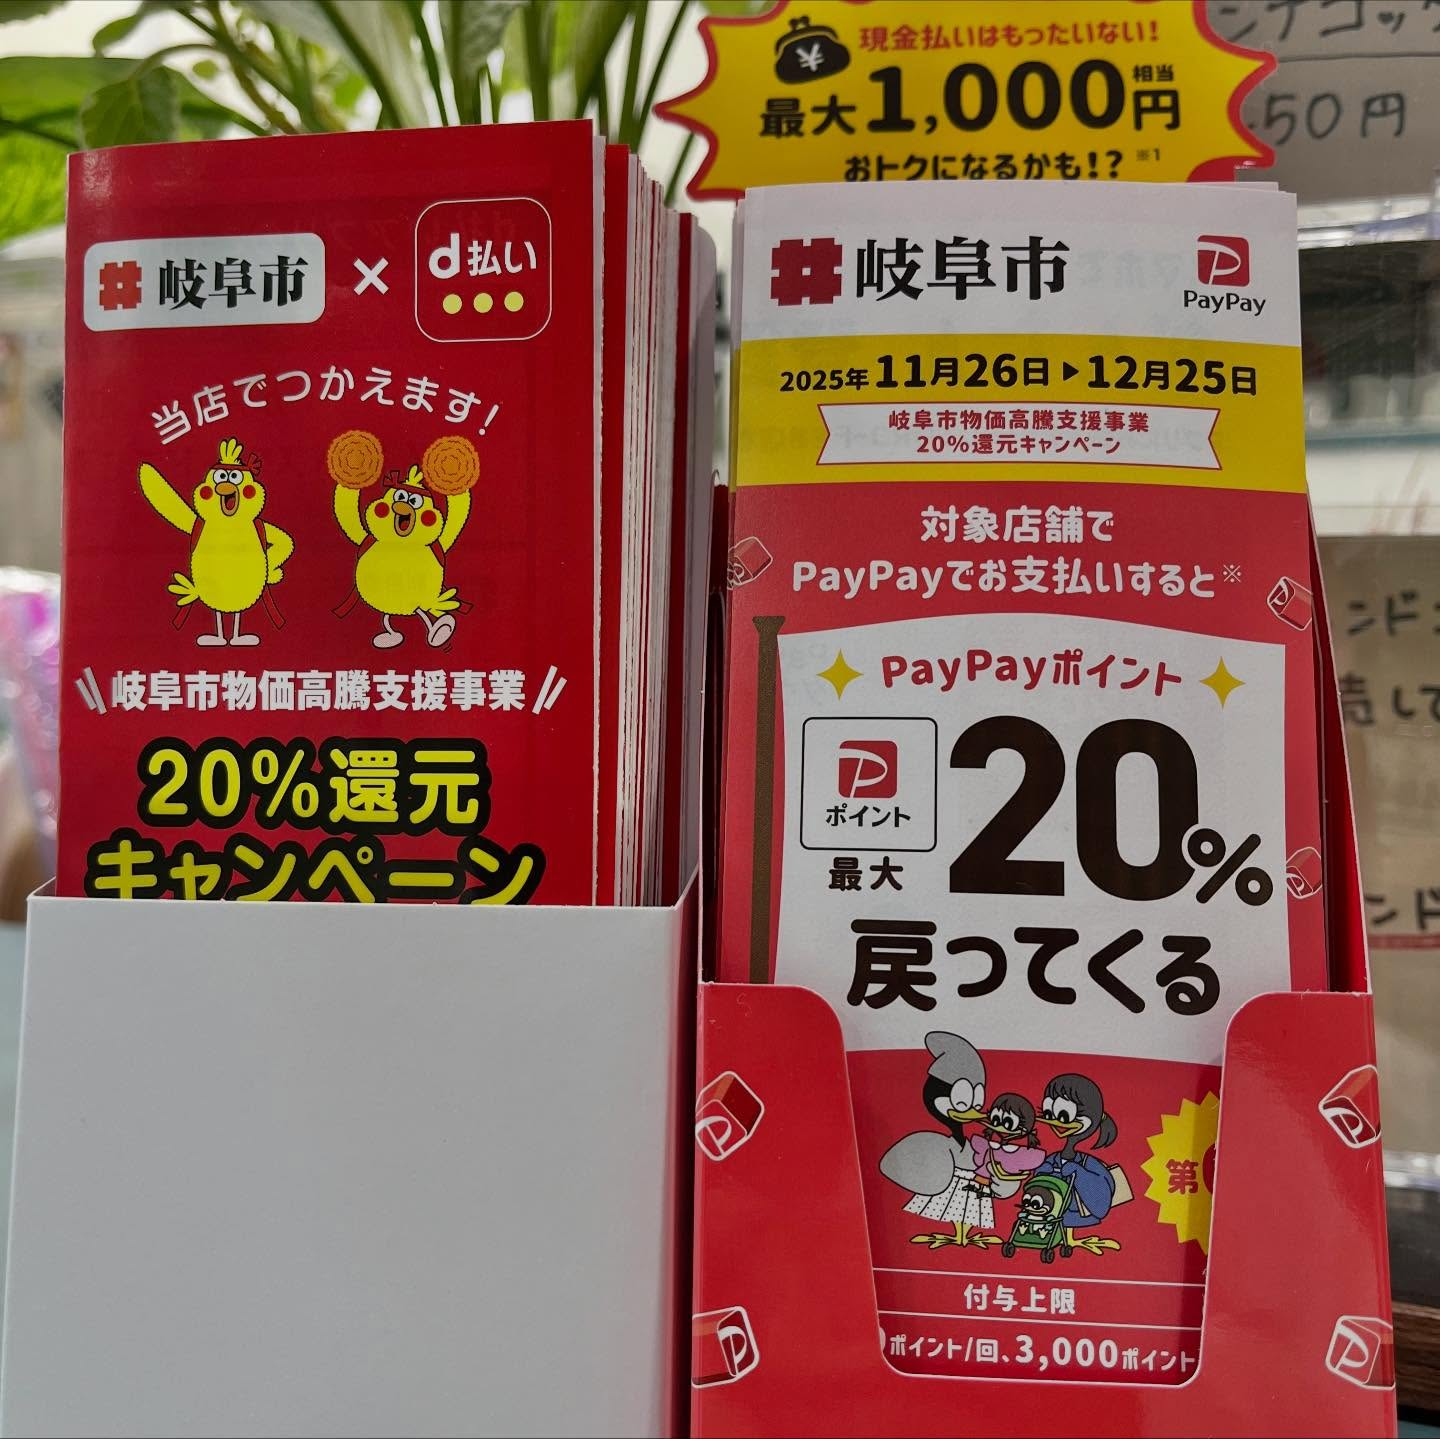 岐阜市 × d払い
当店でつかえます!
岐阜市物価高騰支援事業
20%還元
キャンペーン
現金払いはもったいない!
最大1,000円相当
おトクになるかも!?※1
岐阜市
PayPay
2025年11月26日▶12月25日
岐阜市物価高騰支援事業
20%還元キャンペーン
対象店舗で
PayPayでお支払いすると※
PayPayポイント
ポイント
最大
20%
戻ってくる
第
付与上限
ポイント/回、3,000ポイント
50円